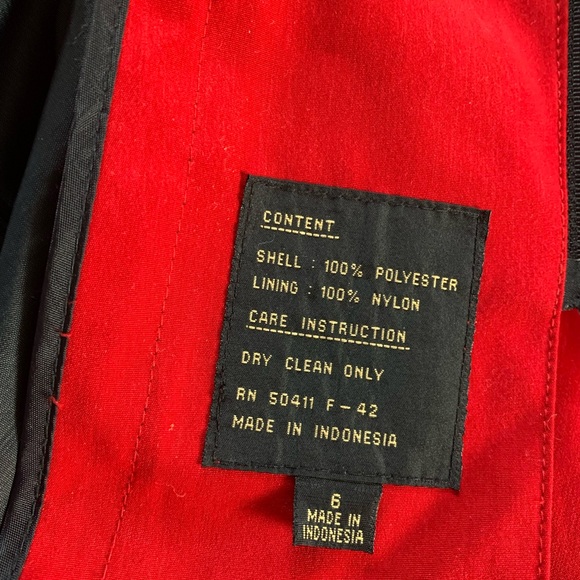 CONTENT
SHELL : 100% POLYESTER
LINING : 100% NYLON
CARE INSTRUCTION
DRY CLEAN ONLY
RN 50411 F-42
MADE IN INDONESIA
6
MADE IN
INDONESIA